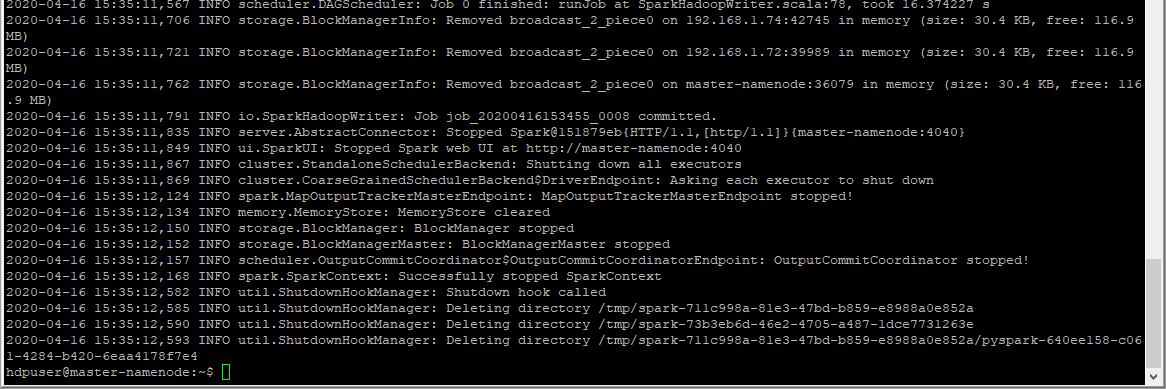 2020-04-16 15:35:11,567 INFO scheduler.DAGScheduler: Job 0 finished: runJob at SparkHadoopWriter.scala:78, took 16.374227 s
2020-04-16 15:35:11,706 INFO storage.BlockManagerInfo: Removed broadcast_2_piece0 on 192.168.1.74:42745 in memory (size: 30.4 KB, free: 116.9
MB)
2020-04-16 15:35:11,721 INFO storage.BlockManagerInfo: Removed broadcast_2_piece0 on 192.168.1.72:39989 in memory (size: 30.4 KB, free: 116.9
MB)
2020-04-16 15:35:11,762 INFO storage.BlockManagerInfo: Removed broadcast_2_piece0 on master-namenode:36079 in memory (size: 30.4 KB, free: 116
.9 MB)
2020-04-16 15:35:11,791 INFO io.SparkHadoopWriter: Job job_20200416153455_0008 committed.
2020-04-16 15:35:11,835 INFO server.AbstractConnector: Stopped Spark@151879eb{HTTP/1.1,[http/1.1]}{master-namenode:4040}
2020-04-16 15:35:11,849 INFO ui.SparkUI: Stopped Spark web UI at http://master-namenode:4040
2020-04-16 15:35:11,867 INFO cluster.StandaloneSchedulerBackend: Shutting down all executors
2020-04-16 15:35:11,869 INFO cluster.CoarseGrainedSchedulerBackend$DriverEndpoint: Asking each executor to shut down
2020-04-16 15:35:12,124 INFO spark.MapOutputTrackerMasterEndpoint: MapOutputTrackerMasterEndpoint stopped!
2020-04-16 15:35:12,134 INFO memory.MemoryStore: MemoryStore cleared
2020-04-16 15:35:12,150 INFO storage.BlockManager: BlockManager stopped
2020-04-16 15:35:12,152 INFO storage.BlockManagerMaster: BlockManagerMaster stopped
2020-04-16 15:35:12,157 INFO scheduler.OutputCommitCoordinator$OutputCommitCoordinatorEndpoint: OutputCommitCoordinator stopped!
2020-04-16 15:35:12,168 INFO spark.SparkContext: Successfully stopped SparkContext
2020-04-16 15:35:12,582 INFO util.ShutdownHookManager: Shutdown hook called
2020-04-16 15:35:12,585 INFO util.ShutdownHookManager: Deleting directory /tmp/spark-711c998a-81e3-47bd-b859-e8988a0e852a
2020-04-16 15:35:12,590 INFO util.ShutdownHookManager: Deleting directory /tmp/spark-73b3eb6d-46e2-4705-a487-1dce7731263e
2020-04-16 15:35:12,593 INFO util.ShutdownHookManager: Deleting directory /tmp/spark-711c998a-81e3-47bd-b859-e8988a0e852a/pyspark-640ee158-c06
1-4284-b420-6eaa4178f7e4
hdpuser@master-namenode:~$